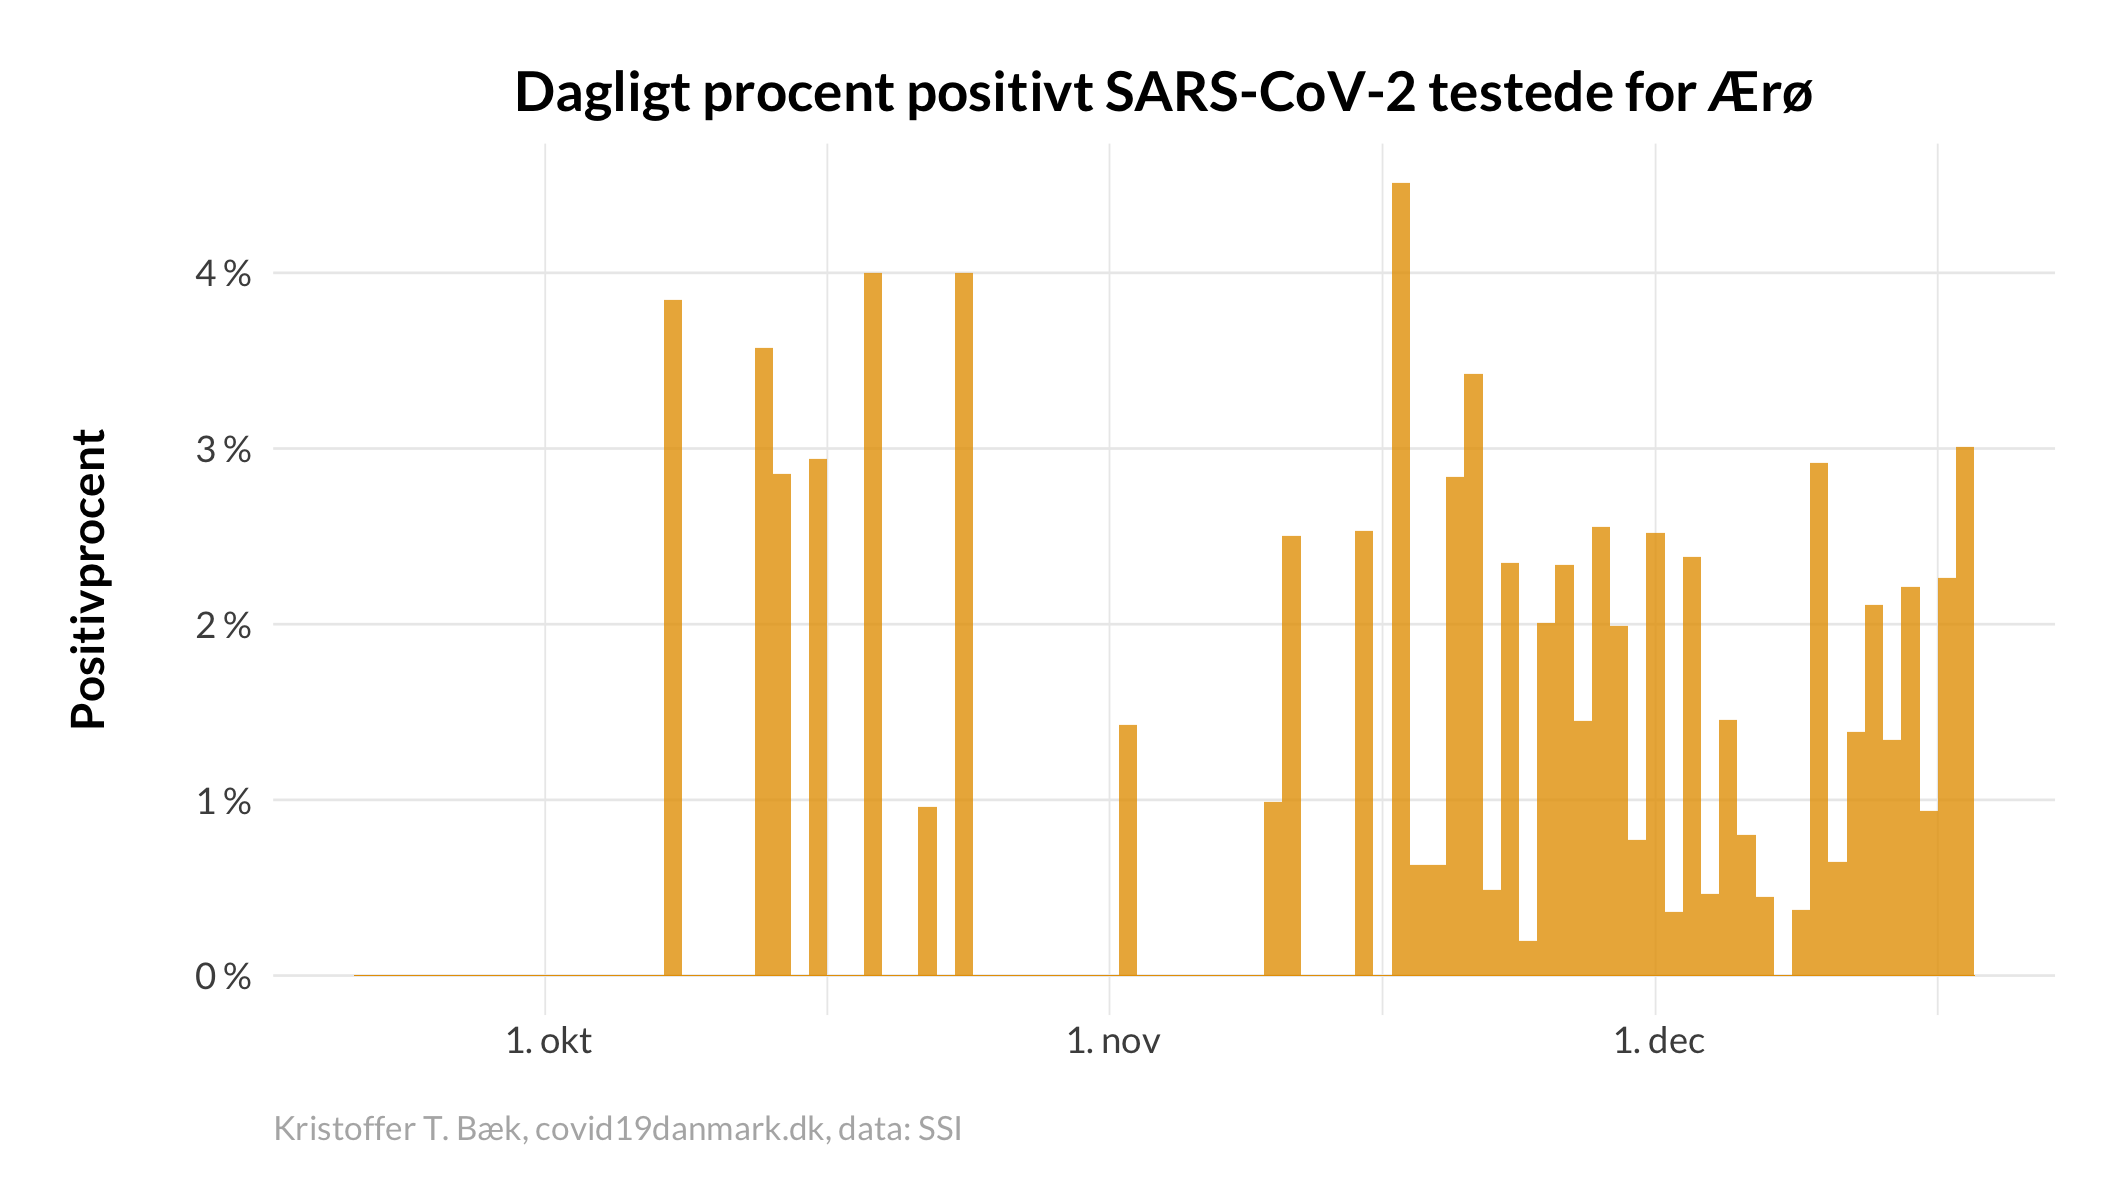 Dagligt procent positivt SARS-CoV-2 testede for Ærø
Positivprocent
4 %
3 %
2 %
1 %
0 %
1. okt
1. nov
1. dec
Kristoffer T. Bæk, covid19danmark.dk, data: SSI